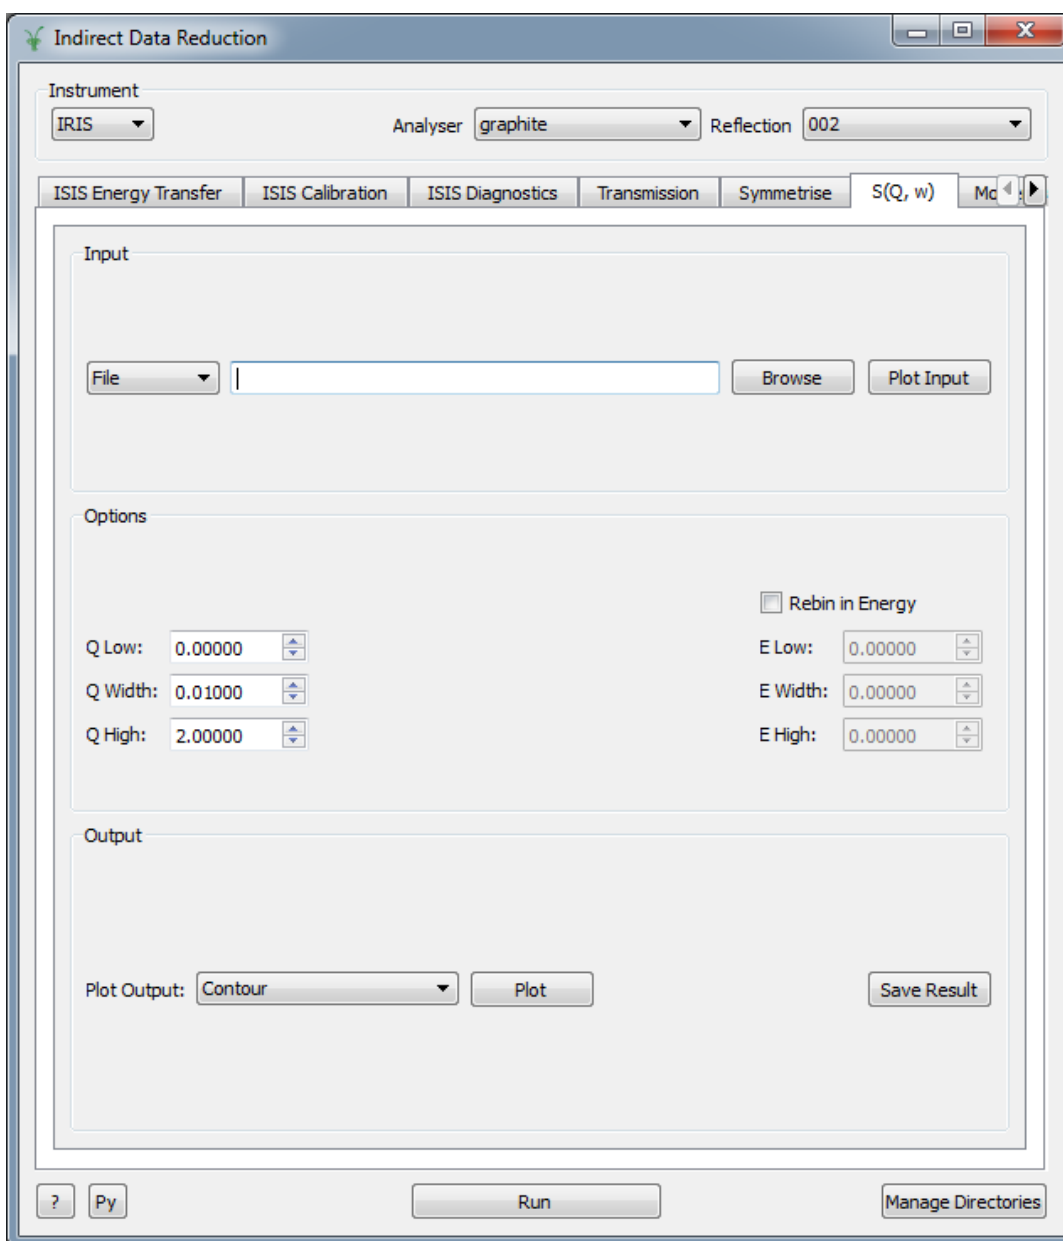 Indirect Data Reduction
Instrument
IRIS Analyser graphite Reflection 002
ISIS Energy Transfer ISIS Calibration ISIS Diagnostics Transmission Symmetrise S(Q, w)
Input
File Browse Plot Input
Options
Rebin in Energy
Q Low: 0.00000 E Low: 0.00000
Q Width: 0.01000 E Width: 0.00000
Q High: 2.00000 E High: 0.00000
Output
Plot Output: Contour Plot Save Result
? Py Run Manage Directories